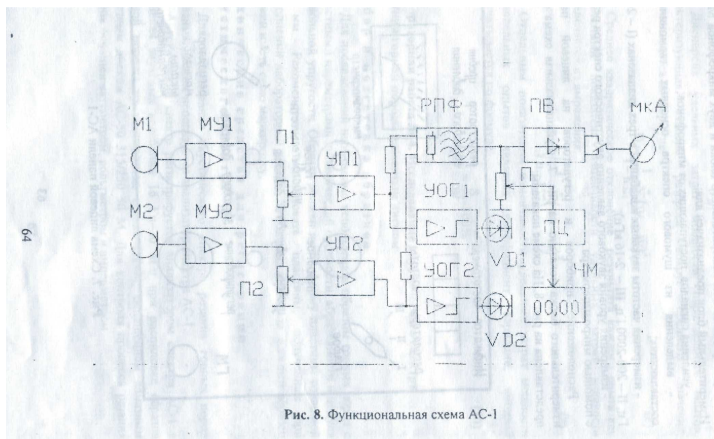 РПФ ПВ мкА
М1 МУ1 П1
УП1
П
М2 МУ2 УОГ1
ПЦ
VD1
УП2 УОГ2 ЧМ
П2
00,00
VD2
64
Рис. 8. Функциональная схема АС-1